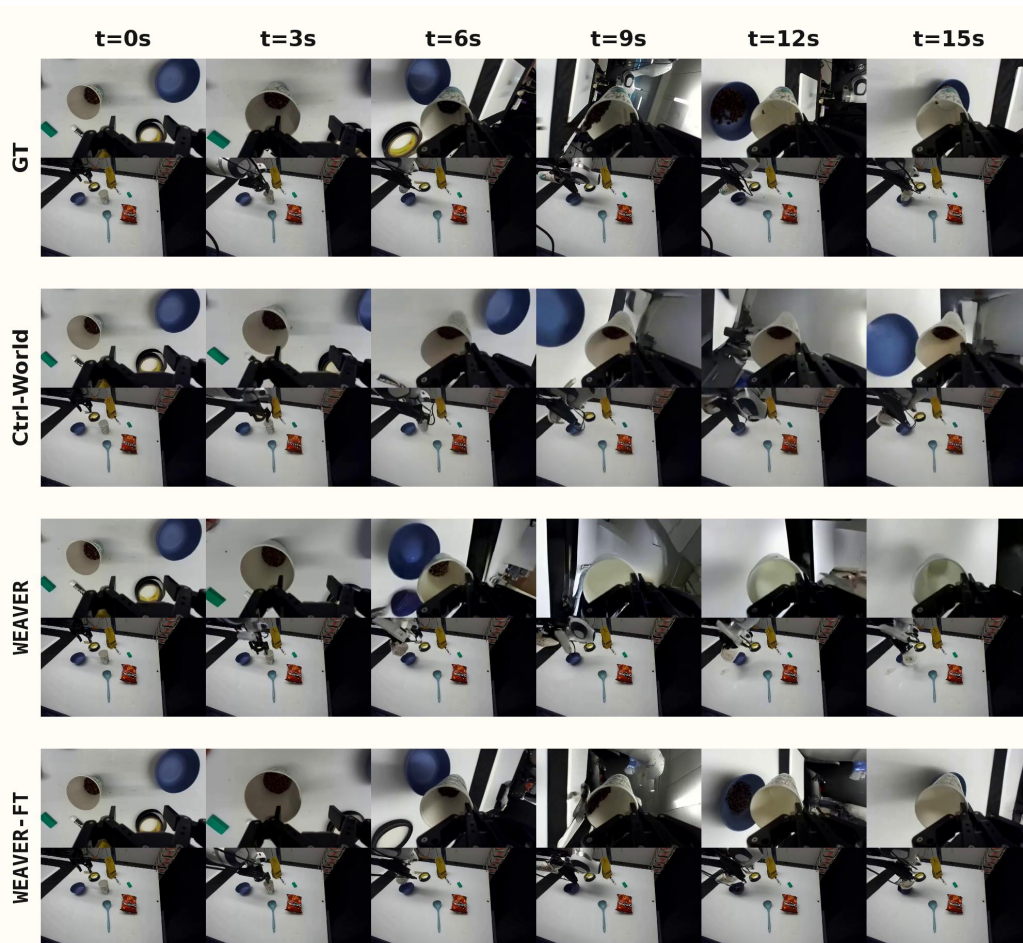 t=0s t=3s t=6s t=9s t=12s t=15s
GT
Ctrl-World
WEAVER
WEAVER-FT